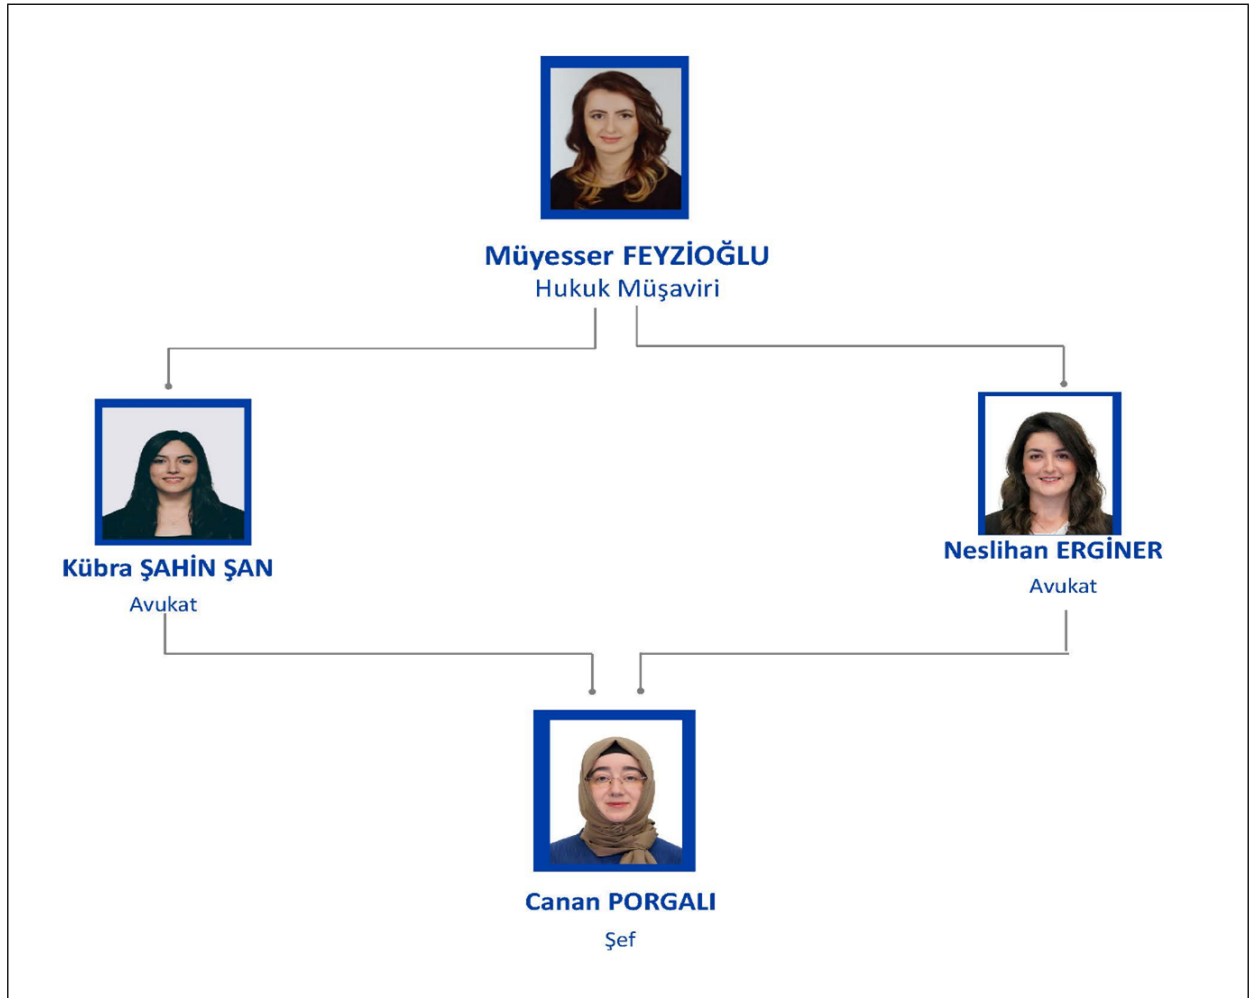 Müyesser FEYZİOĞLU
Hukuk Müşaviri
Kübra ŞAHİN ŞAN
Avukat
Neslihan ERGİNER
Avukat
Canan PORGALI
Şef